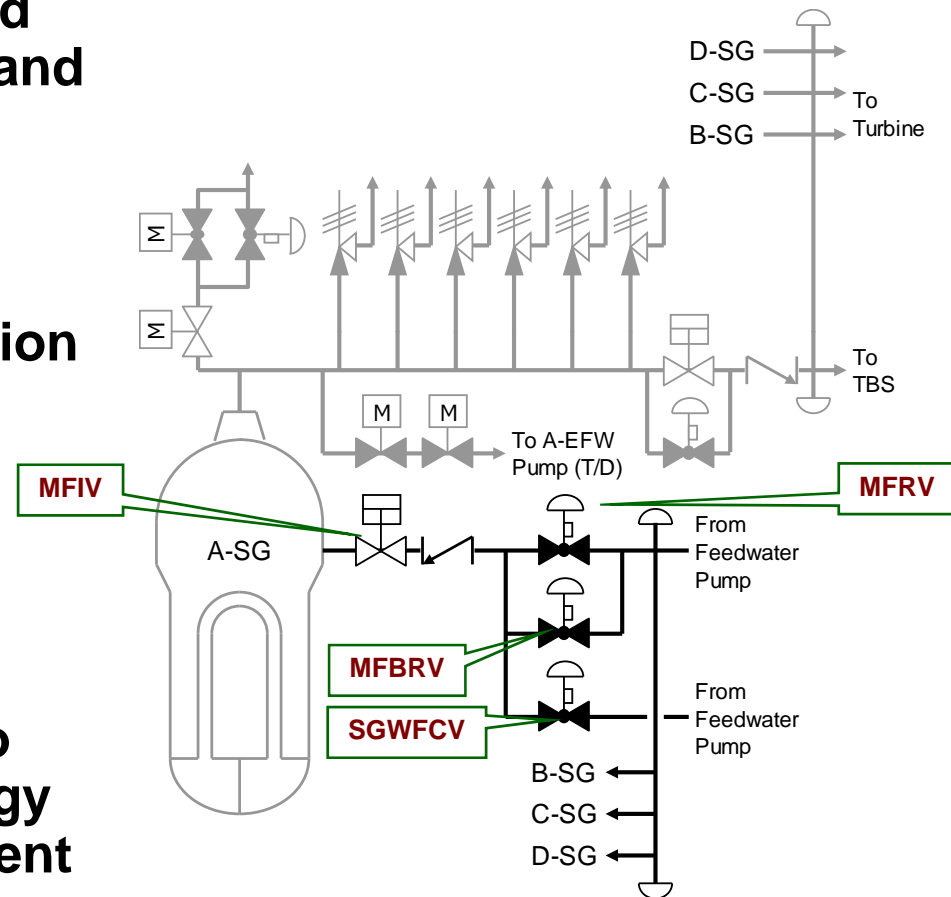 d
and
D-SG
C-SG
B-SG
To
Turbine
M
M
ion
To
TBS
M
M
To A-EFW
Pump (T/D)
MFIV
MFRV
A-SG
From
Feedwater
Pump
MFBRV
SGWFCV
From
Feedwater
Pump
B-SG
C-SG
D-SG
o
gy
ent